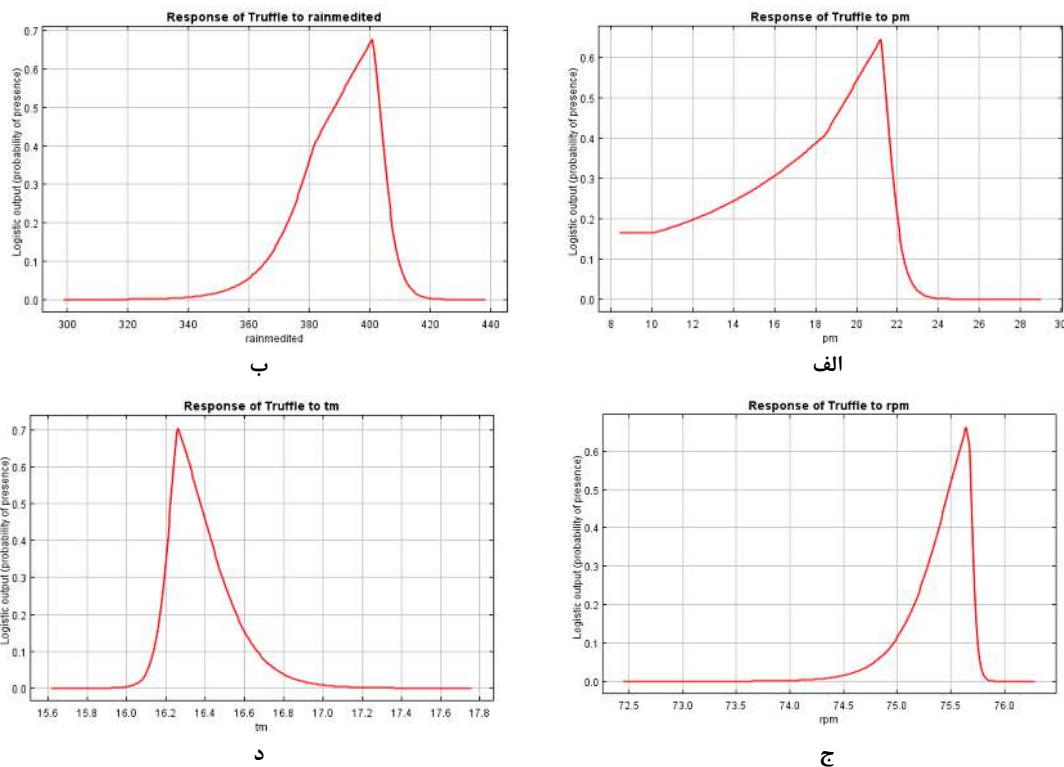 Response of Truffle to rainmedited
Logistic output (probability of presence)
0.7
0.6
0.5
0.4
0.3
0.2
0.1
0.0
300 320 340 360 380 400 420 440
rainmedited
ب
Response of Truffle to pm
Logistic output (probability of presence)
0.6
0.5
0.4
0.3
0.2
0.1
0.0
8 10 12 14 16 18 20 22 24 26 28 30
pm
الف
Response of Truffle to tm
Logistic output (probability of presence)
0.7
0.6
0.5
0.4
0.3
0.2
0.1
0.0
15.6 15.8 16.0 16.2 16.4 16.6 16.8 17.0 17.2 17.4 17.6 17.8
tm
د
Response of Truffle to rpm
Logistic output (probability of presence)
0.6
0.5
0.4
0.3
0.2
0.1
0.0
72.5 73.0 73.5 74.0 74.5 75.0 75.5 76.0
rpm
ج